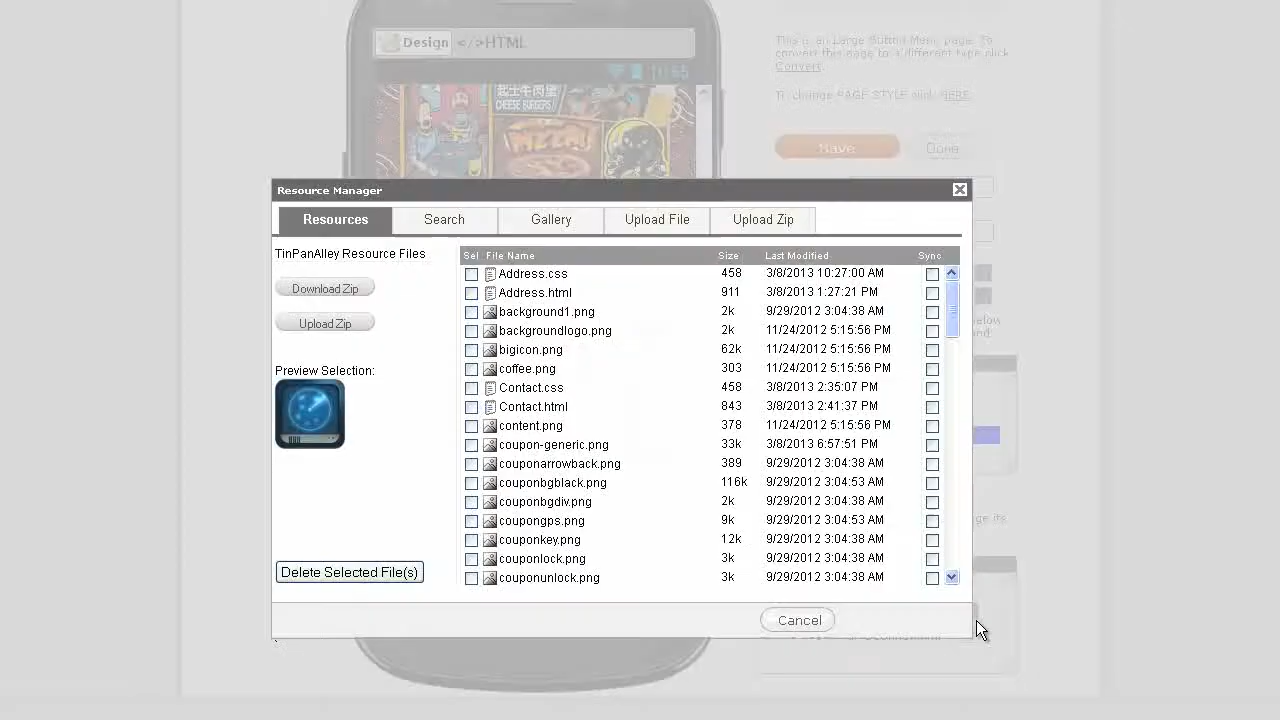 Design </>HTML
10:55
起士牛肉堡
CHEESE BURGERS//
PIZZA!
This is an Large Button Menu page. To
convert this page to a different type click
Convert.
To change PAGE STYLE click HERE.
Save Done
Resource Manager
Resources Search Gallery Upload File Upload Zip
TinPanAlley Resource Files
Download Zip
Upload Zip
Preview Selection:
Delete Selected File(s)
Sel File Name Size Last Modified Sync
Address.css 458 3/8/2013 10:27:00 AM
Address.html 911 3/8/2013 1:27:21 PM
background1.png 2k 9/29/2012 3:04:38 AM
backgroundlogo.png 2k 11/24/2012 5:15:56 PM
bigicon.png 62k 11/24/2012 5:15:56 PM
coffee.png 303 11/24/2012 5:15:56 PM
Contact.css 458 3/8/2013 2:35:07 PM
Contact.html 843 3/8/2013 2:41:37 PM
content.png 378 11/24/2012 5:15:56 PM
coupon-generic.png 33k 3/8/2013 6:57:51 PM
couponarrowback.png 389 9/29/2012 3:04:38 AM
couponbgblack.png 116k 9/29/2012 3:04:53 AM
couponbgdiv.png 2k 9/29/2012 3:04:38 AM
coupongps.png 9k 9/29/2012 3:04:53 AM
couponkey.png 12k 9/29/2012 3:04:38 AM
couponlock.png 3k 9/29/2012 3:04:38 AM
couponunlock.png 3k 9/29/2012 3:04:38 AM
elow
nd:
ge its
Cancel